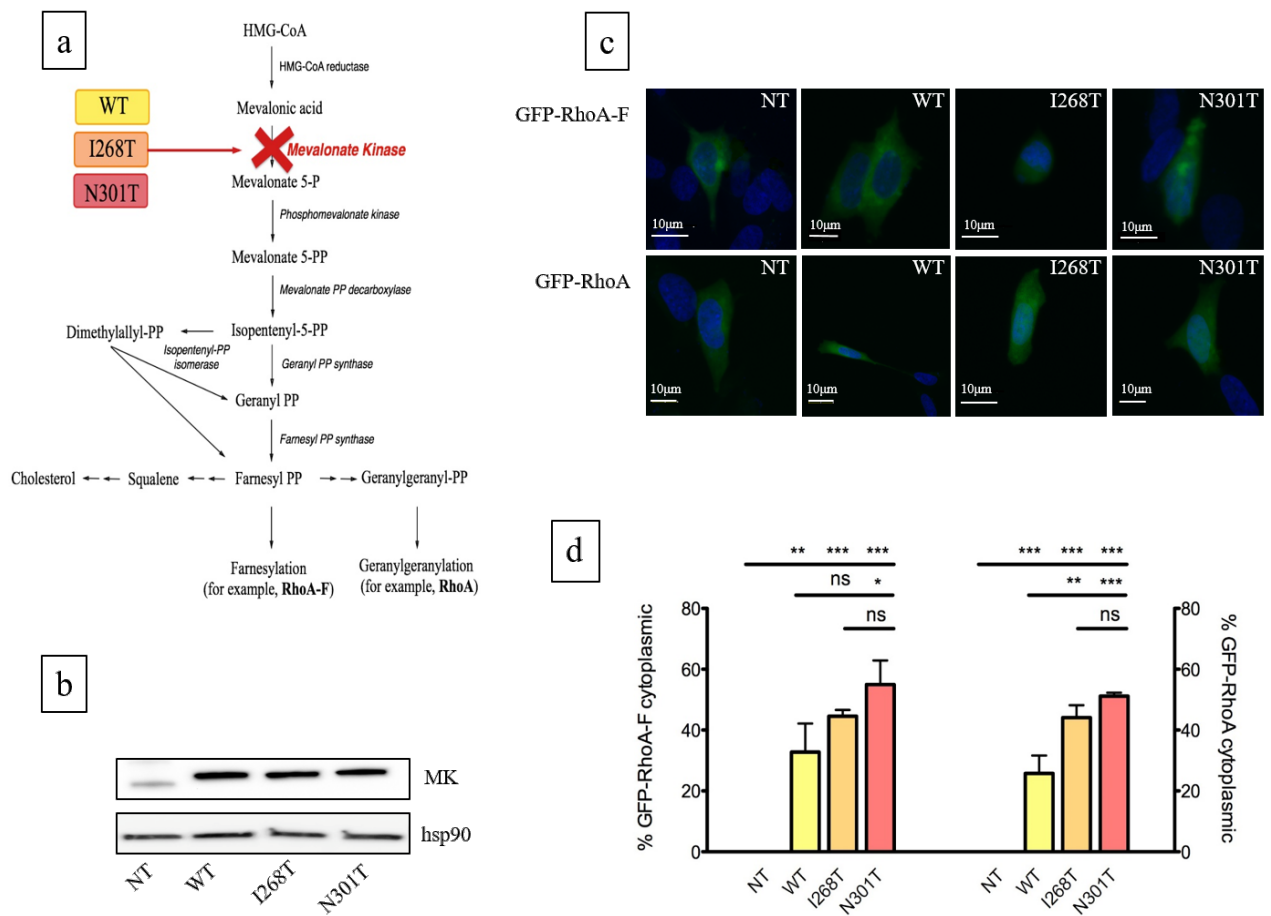 a
HMG-CoA
HMG-CoA reductase
WT
Mevalonic acid
I268T
Mevalonate Kinase
N301T
Mevalonate 5-P
Phosphomevalonate kinase
Mevalonate 5-PP
Mevalonate PP decarboxylase
Dimethylallyl-PP
Isopentenyl-5-PP
Isopentenyl-PP
isomerase
Geranyl PP synthase
Geranyl PP
Farnesyl PP synthase
Cholesterol
Squalene
Farnesyl PP
Geranylgeranyl-PP
Farnesylation
(for example, RhoA-F)
Geranylgeranylation
(for example, RhoA)
b
MK
hsp90
NT
WT
I268T
N301T
c
GFP-RhoA-F
NT
WT
I268T
N301T
10μm
10μm
10μm
10μm
GFP-RhoA
NT
WT
I268T
N301T
10μm
10μm
10μm
10μm
d
** *** ***
ns *
ns
% GFP-RhoA-F cytoplasmic
80
60
40
20
0
NT
WT
I268T
N301T
*** *** ***
** ***
ns
80
60
40
20
0
% GFP-RhoA cytoplasmic
NT
WT
I268T
N301T